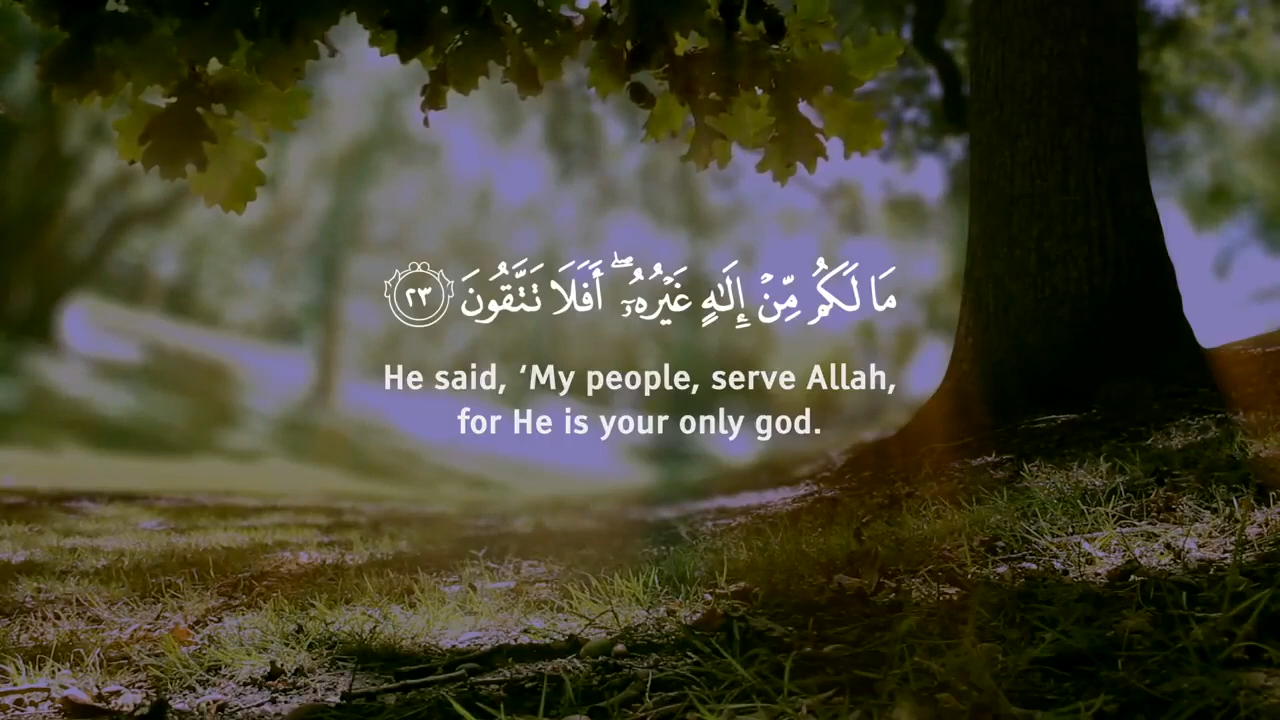 مَا لَكُم مِّنْ إِلَٰهٍ غَيْرُهُۥٓ ۖ أَفَلَا تَتَّقُونَ ٢٣
He said, ‘My people, serve Allah,
for He is your only god.